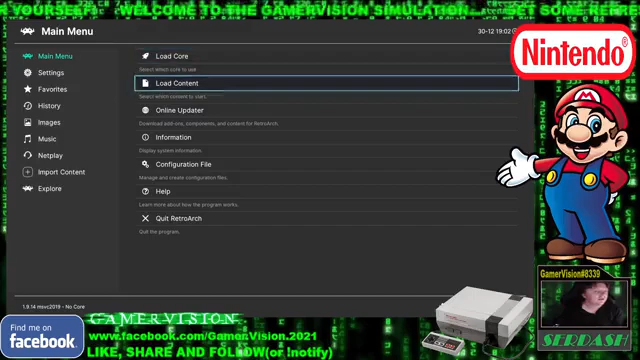 YOURSELF! WELCOME TO THE GAMERVISION SIMULATION GET SOME REFRE
Main Menu
30-12 19:02
Main Menu
Settings
Favorites
History
Images
Music
Netplay
Import Content
Explore
Load Core
Select which core to use.
Load Content
Select which content to start.
Online Updater
Download add-ons, components, and content for RetroArch.
Information
Display system information.
Configuration File
Manage and create configuration files.
Help
Learn more about how the program works.
Quit RetroArch
Quit the program.
1.9.14 msvc2019 - No Core
Nintendo®
M
GamerVision#8339
SERDASH
Find me on
facebook.
GAMERVISION
www.facebook.com/Gamer.Vision.2021
LIKE, SHARE AND FOLLOW(or !notify)